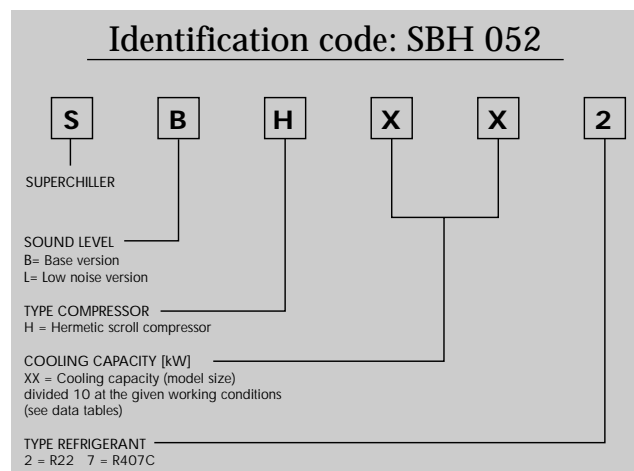 Identification code: SBH 052
S B H X X 2
SUPERCHILLER
SOUND LEVEL
B= Base version
L= Low noise version
TYPE COMPRESSOR
H = Hermetic scroll compressor
COOLING CAPACITY [kW]
XX = Cooling capacity (model size)
divided 10 at the given working conditions
(see data tables)
TYPE REFRIGERANT
2 = R22 7 = R407C